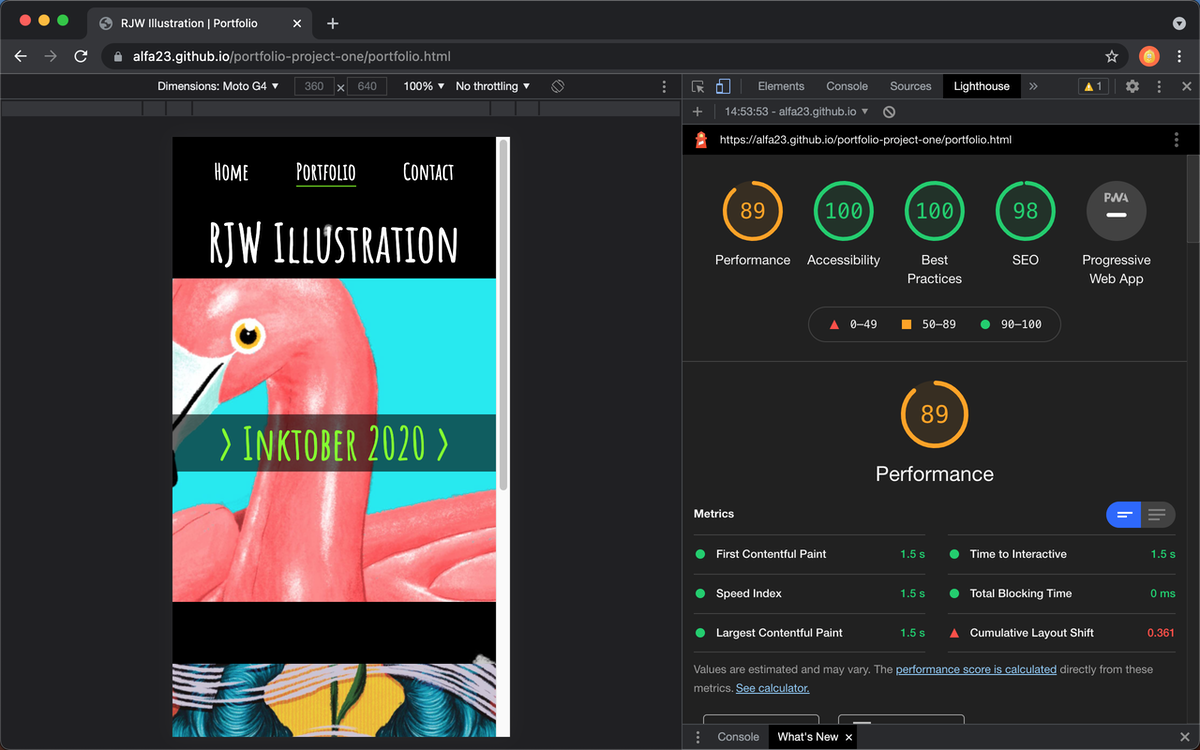 RJW Illustration | Portfolio
alfa23.github.io/portfolio-project-one/portfolio.html
Dimensions: Moto G4 ▼ 360 × 640 100% ▼ No throttling ▼
Elements Console Sources Lighthouse » 1
14:53:53 - alfa23.github.io ▼
https://alfa23.github.io/portfolio-project-one/portfolio.html
Home Portfolio Contact
RJW Illustration
> Inktober 2020 >
89 100 100 98 PWA
Performance Accessibility Best Practices SEO Progressive Web App
0–49 50–89 90–100
89
Performance
Metrics
First Contentful Paint 1.5 s Time to Interactive 1.5 s
Speed Index 1.5 s Total Blocking Time 0 ms
Largest Contentful Paint 1.5 s Cumulative Layout Shift 0.361
Values are estimated and may vary. The performance score is calculated directly from these
metrics. See calculator.
Console What's New ×